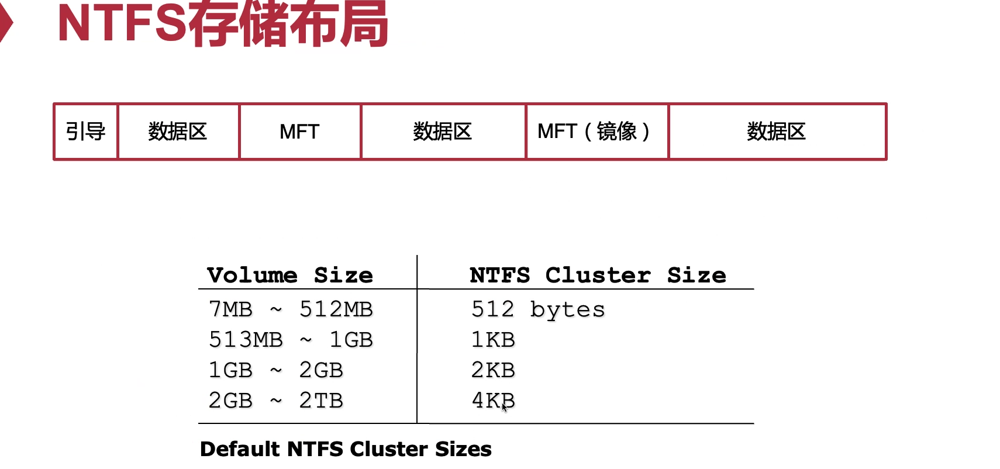 NTFS存储布局
引导 数据区 MFT 数据区 MFT（镜像） 数据区
Volume Size NTFS Cluster Size
7MB ~ 512MB 512 bytes
513MB ~ 1GB 1KB
1GB ~ 2GB 2KB
2GB ~ 2TB 4KB
Default NTFS Cluster Sizes